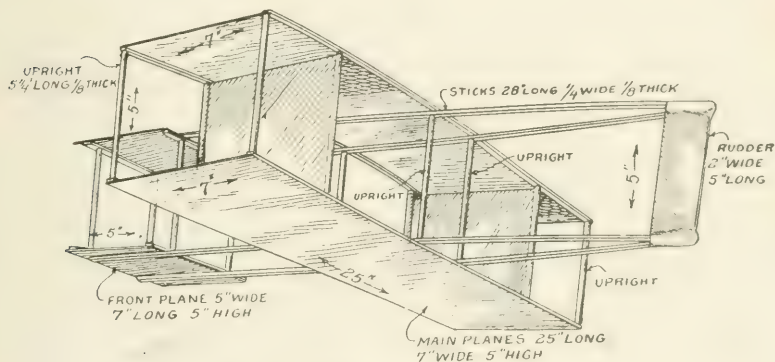 7"
UPRIGHT
5 1/4" LONG 1/8 THICK
5"
STICKS 28" LONG 1/4 WIDE 1/8 THICK
RUDDER
2" WIDE
5" LONG
UPRIGHT
5"
UPRIGHT
7"
5"
25"
UPRIGHT
FRONT PLANE 5" WIDE
7" LONG 5" HIGH
MAIN PLANES 25" LONG
7" WIDE 5" HIGH